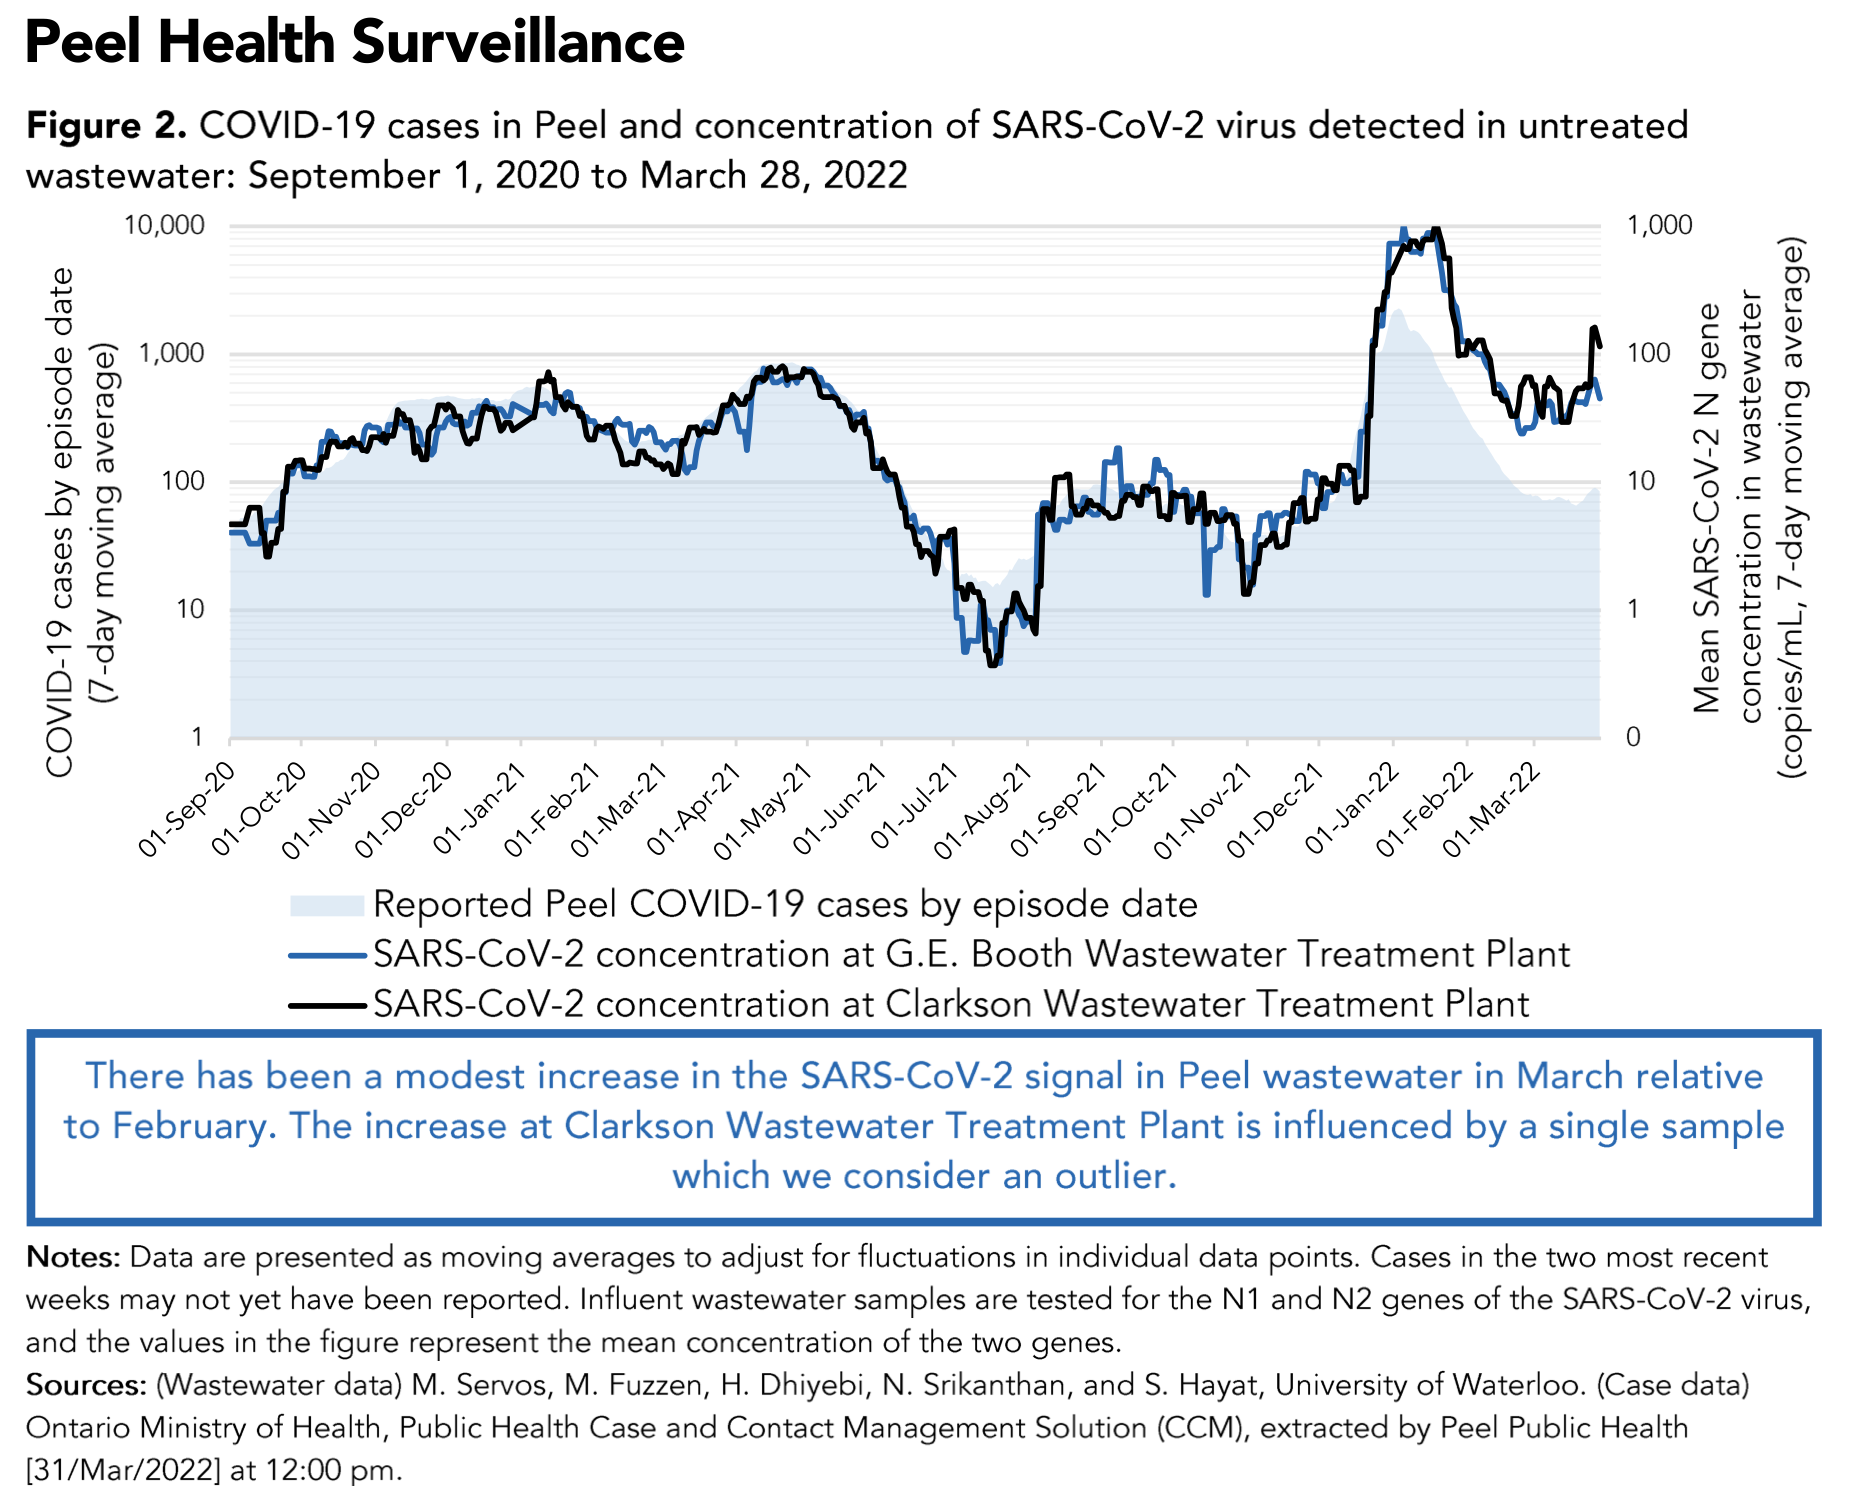 Peel Health Surveillance
Figure 2. COVID-19 cases in Peel and concentration of SARS-CoV-2 virus detected in untreated
wastewater: September 1, 2020 to March 28, 2022
COVID-19 cases by episode date
(7-day moving average)
10,000
1,000
100
10
1
1,000
100
10
1
0
Mean SARS-CoV-2 N gene
concentration in wastewater
(copies/mL, 7-day moving average)
01-Sep-20
01-Oct-20
01-Nov-20
01-Dec-20
01-Jan-21
01-Feb-21
01-Mar-21
01-Apr-21
01-May-21
01-Jun-21
01-Jul-21
01-Aug-21
01-Sep-21
01-Oct-21
01-Nov-21
01-Dec-21
01-Jan-22
01-Feb-22
01-Mar-22
Reported Peel COVID-19 cases by episode date
SARS-CoV-2 concentration at G.E. Booth Wastewater Treatment Plant
SARS-CoV-2 concentration at Clarkson Wastewater Treatment Plant
There has been a modest increase in the SARS-CoV-2 signal in Peel wastewater in March relative
to February. The increase at Clarkson Wastewater Treatment Plant is influenced by a single sample
which we consider an outlier.
Notes: Data are presented as moving averages to adjust for fluctuations in individual data points. Cases in the two most recent
weeks may not yet have been reported. Influent wastewater samples are tested for the N1 and N2 genes of the SARS-CoV-2 virus,
and the values in the figure represent the mean concentration of the two genes.
Sources: (Wastewater data) M. Servos, M. Fuzzen, H. Dhiyebi, N. Srikanthan, and S. Hayat, University of Waterloo. (Case data)
Ontario Ministry of Health, Public Health Case and Contact Management Solution (CCM), extracted by Peel Public Health
[31/Mar/2022] at 12:00 pm.